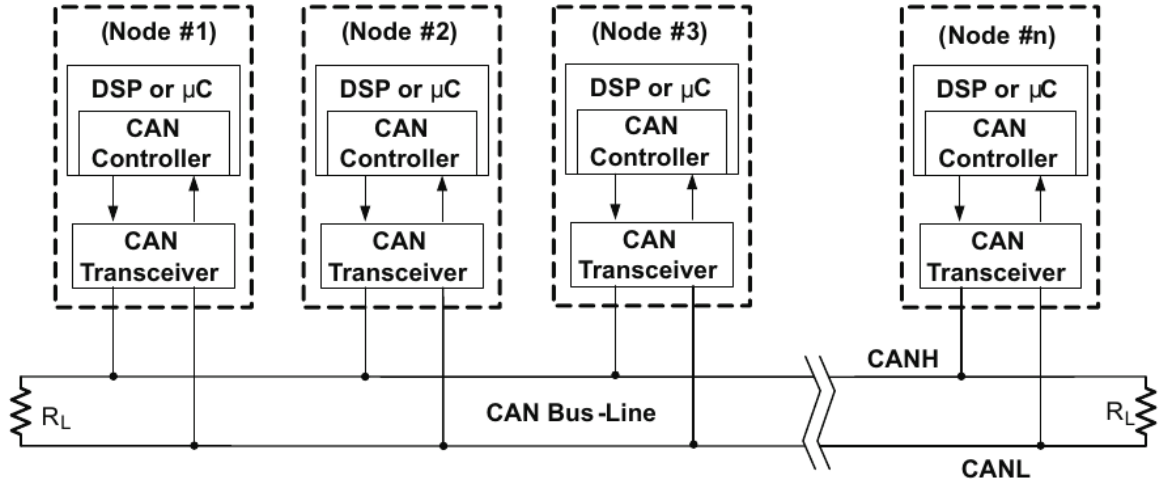 (Node #1)
DSP or µC
CAN
Controller
CAN
Transceiver
(Node #2)
DSP or µC
CAN
Controller
CAN
Transceiver
(Node #3)
DSP or µC
CAN
Controller
CAN
Transceiver
(Node #n)
DSP or µC
CAN
Controller
CAN
Transceiver
CANH
RL
CAN Bus-Line
RL
CANL